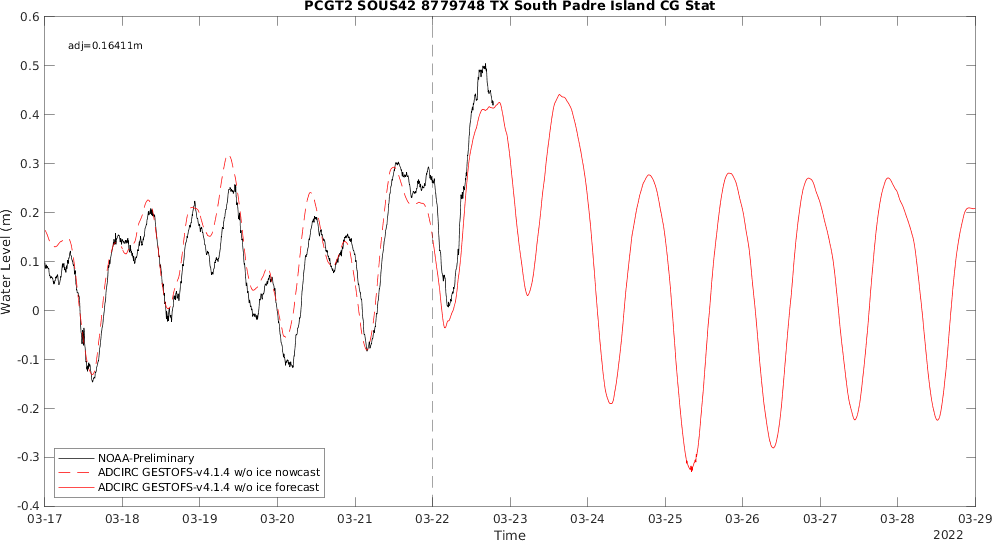 PCGT2 SOUS42 8779748 TX South Padre Island CG Stat
adj=0.16411m
Water Level (m)
0.6
0.5
0.4
0.3
0.2
0.1
0
-0.1
-0.2
-0.3
-0.4
NOAA-Preliminary
ADCIRC GESTOFS-v4.1.4 w/o ice nowcast
ADCIRC GESTOFS-v4.1.4 w/o ice forecast
03-17 03-18 03-19 03-20 03-21 03-22 03-23 03-24 03-25 03-26 03-27 03-28 03-29
Time
2022